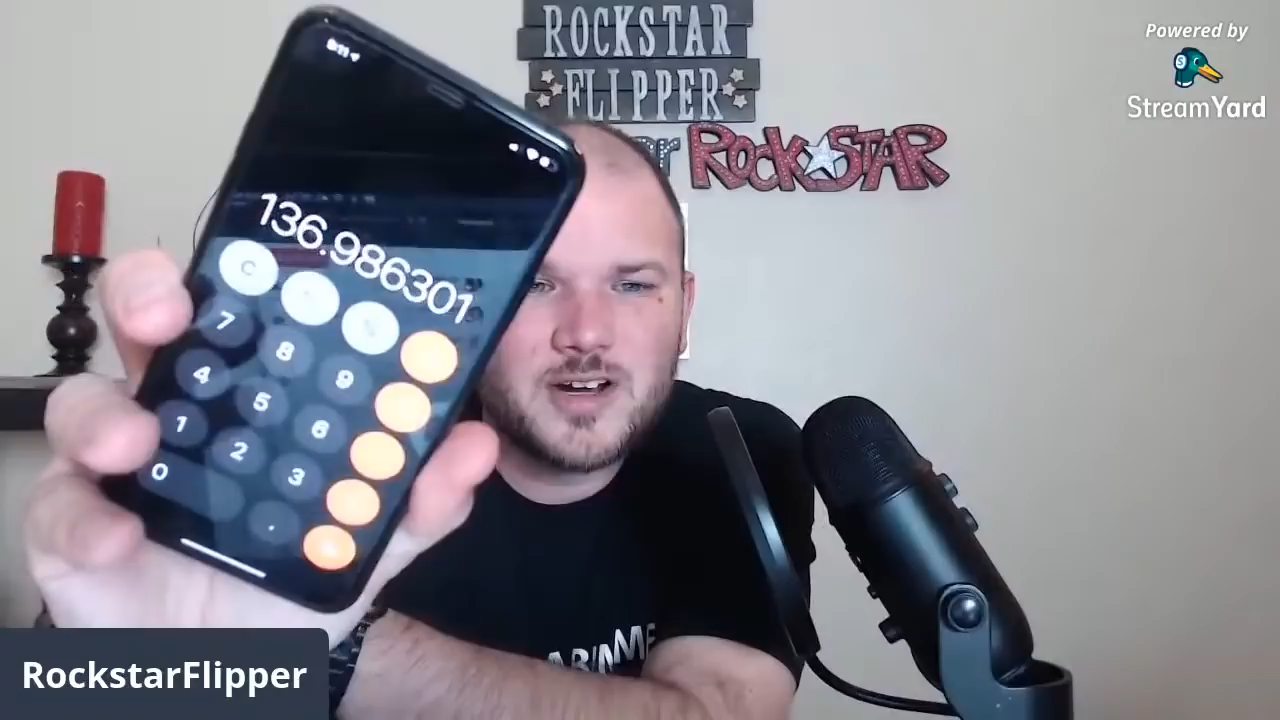 ROCKSTAR
FLIPPER
ROCKSTAR
Powered by
StreamYard
136.986301
C
7
8
9
4
5
6
1
2
3
0
.
RockstarFlipper